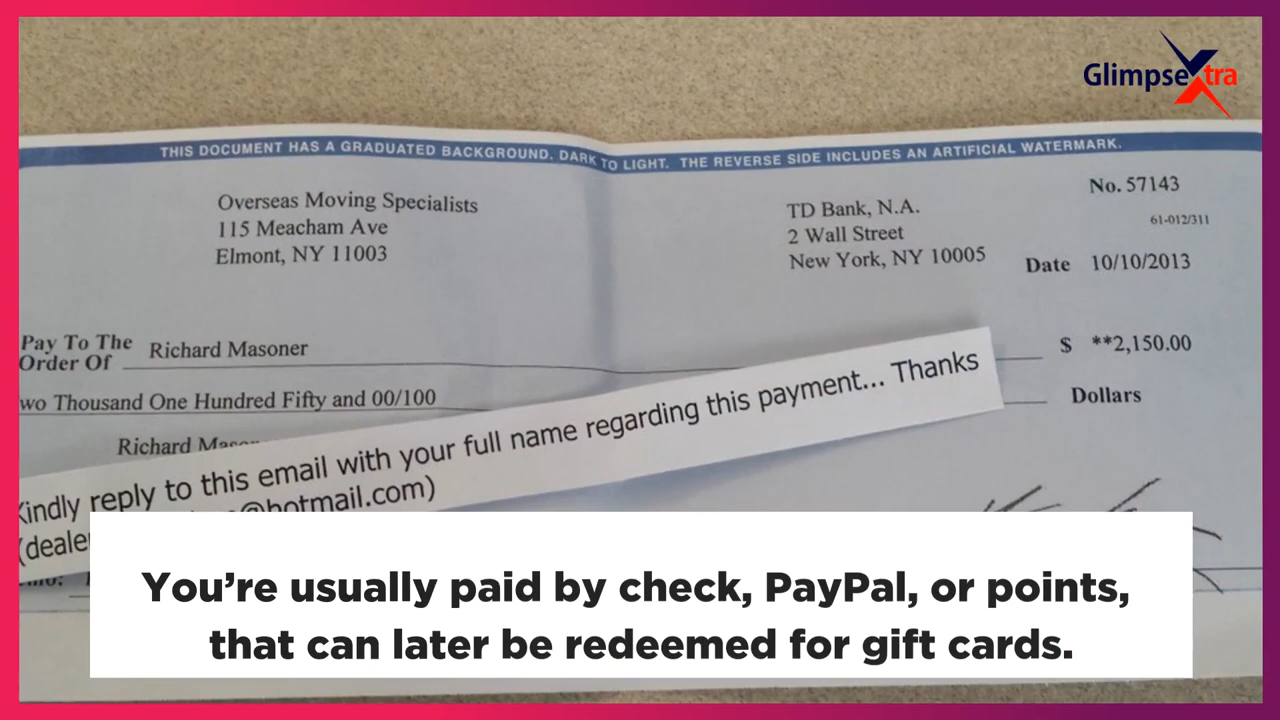 GlimpseXtra
THIS DOCUMENT HAS A GRADUATED BACKGROUND. DARK TO LIGHT. THE REVERSE SIDE INCLUDES AN ARTIFICIAL WATERMARK.
No. 57143
61-012/311
Overseas Moving Specialists
115 Meacham Ave
Elmont, NY 11003
TD Bank, N.A.
2 Wall Street
New York, NY 10005
Date 10/10/2013
Pay To The
Order Of Richard Masoner
$ **2,150.00
wo Thousand One Hundred Fifty and 00/100
Dollars
Richard
Kindly reply to this email with your full name regarding this payment... Thanks
@hotmail.com)
You're usually paid by check, PayPal, or points,
that can later be redeemed for gift cards.